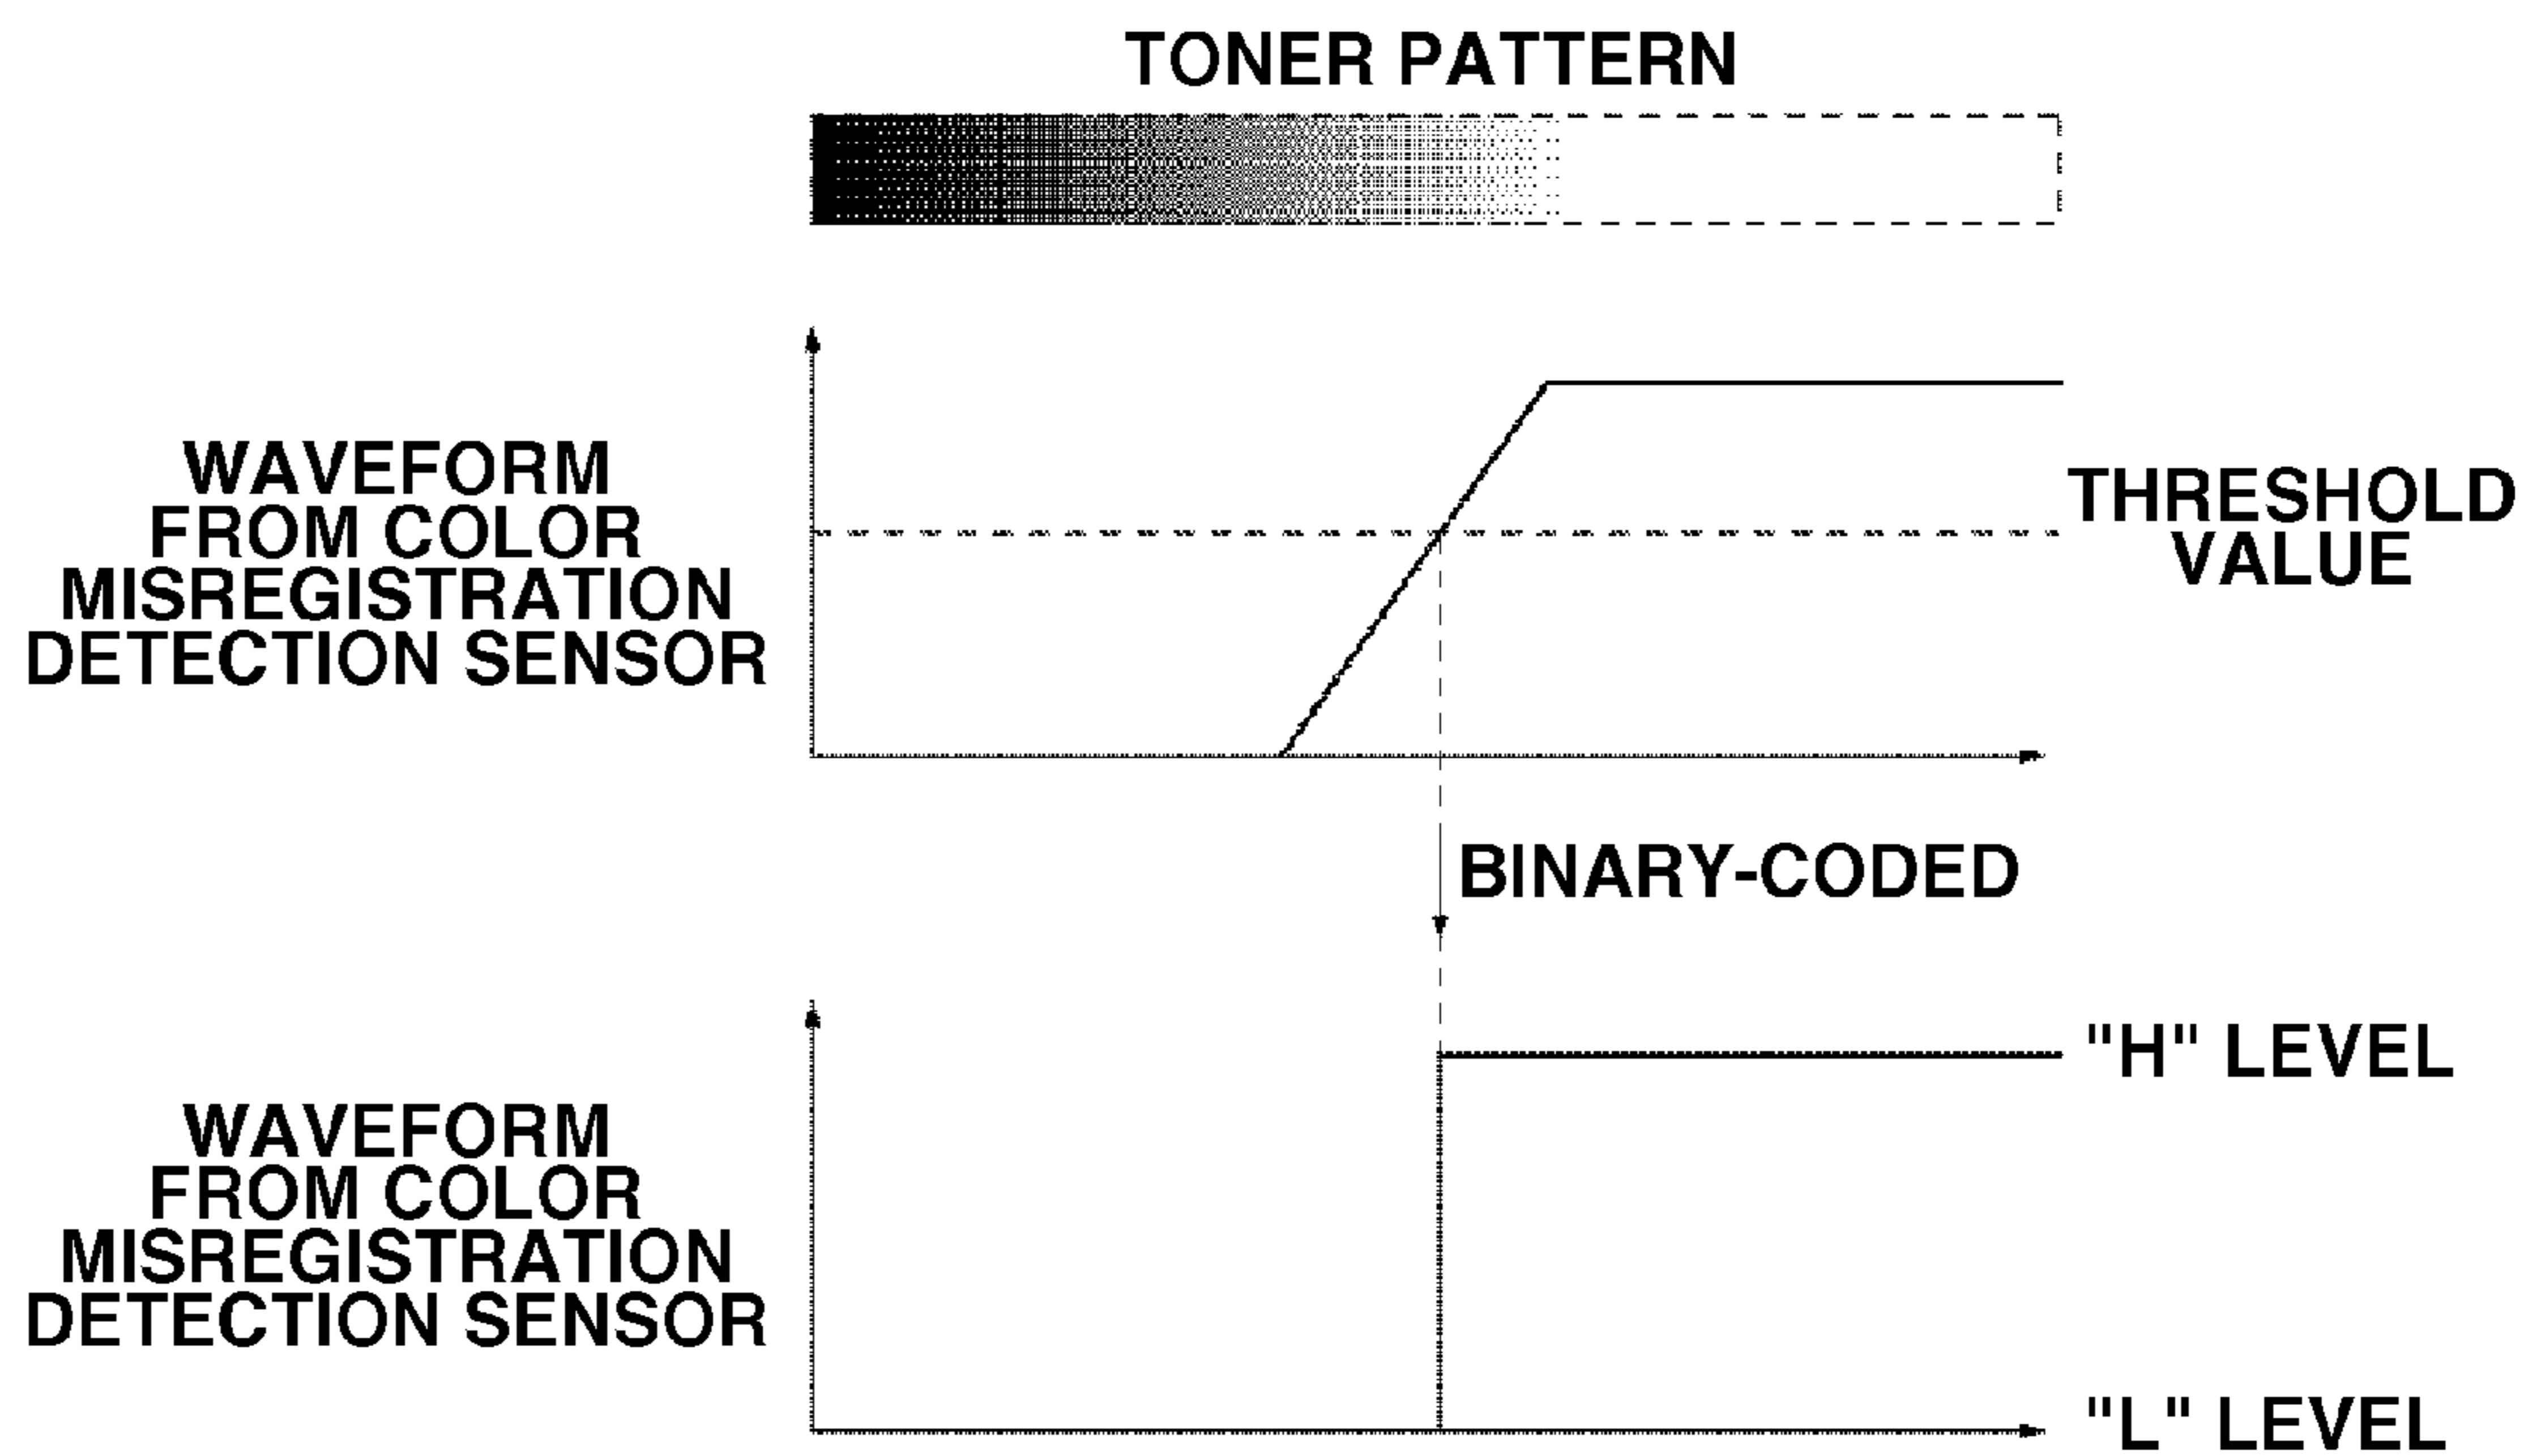 TONER PATTERN
WAVEFORM
FROM COLOR
MISREGISTRATION
DETECTION SENSOR
THRESHOLD
VALUE
BINARY-CODED
WAVEFORM
FROM COLOR
MISREGISTRATION
DETECTION SENSOR
"H" LEVEL
"L" LEVEL